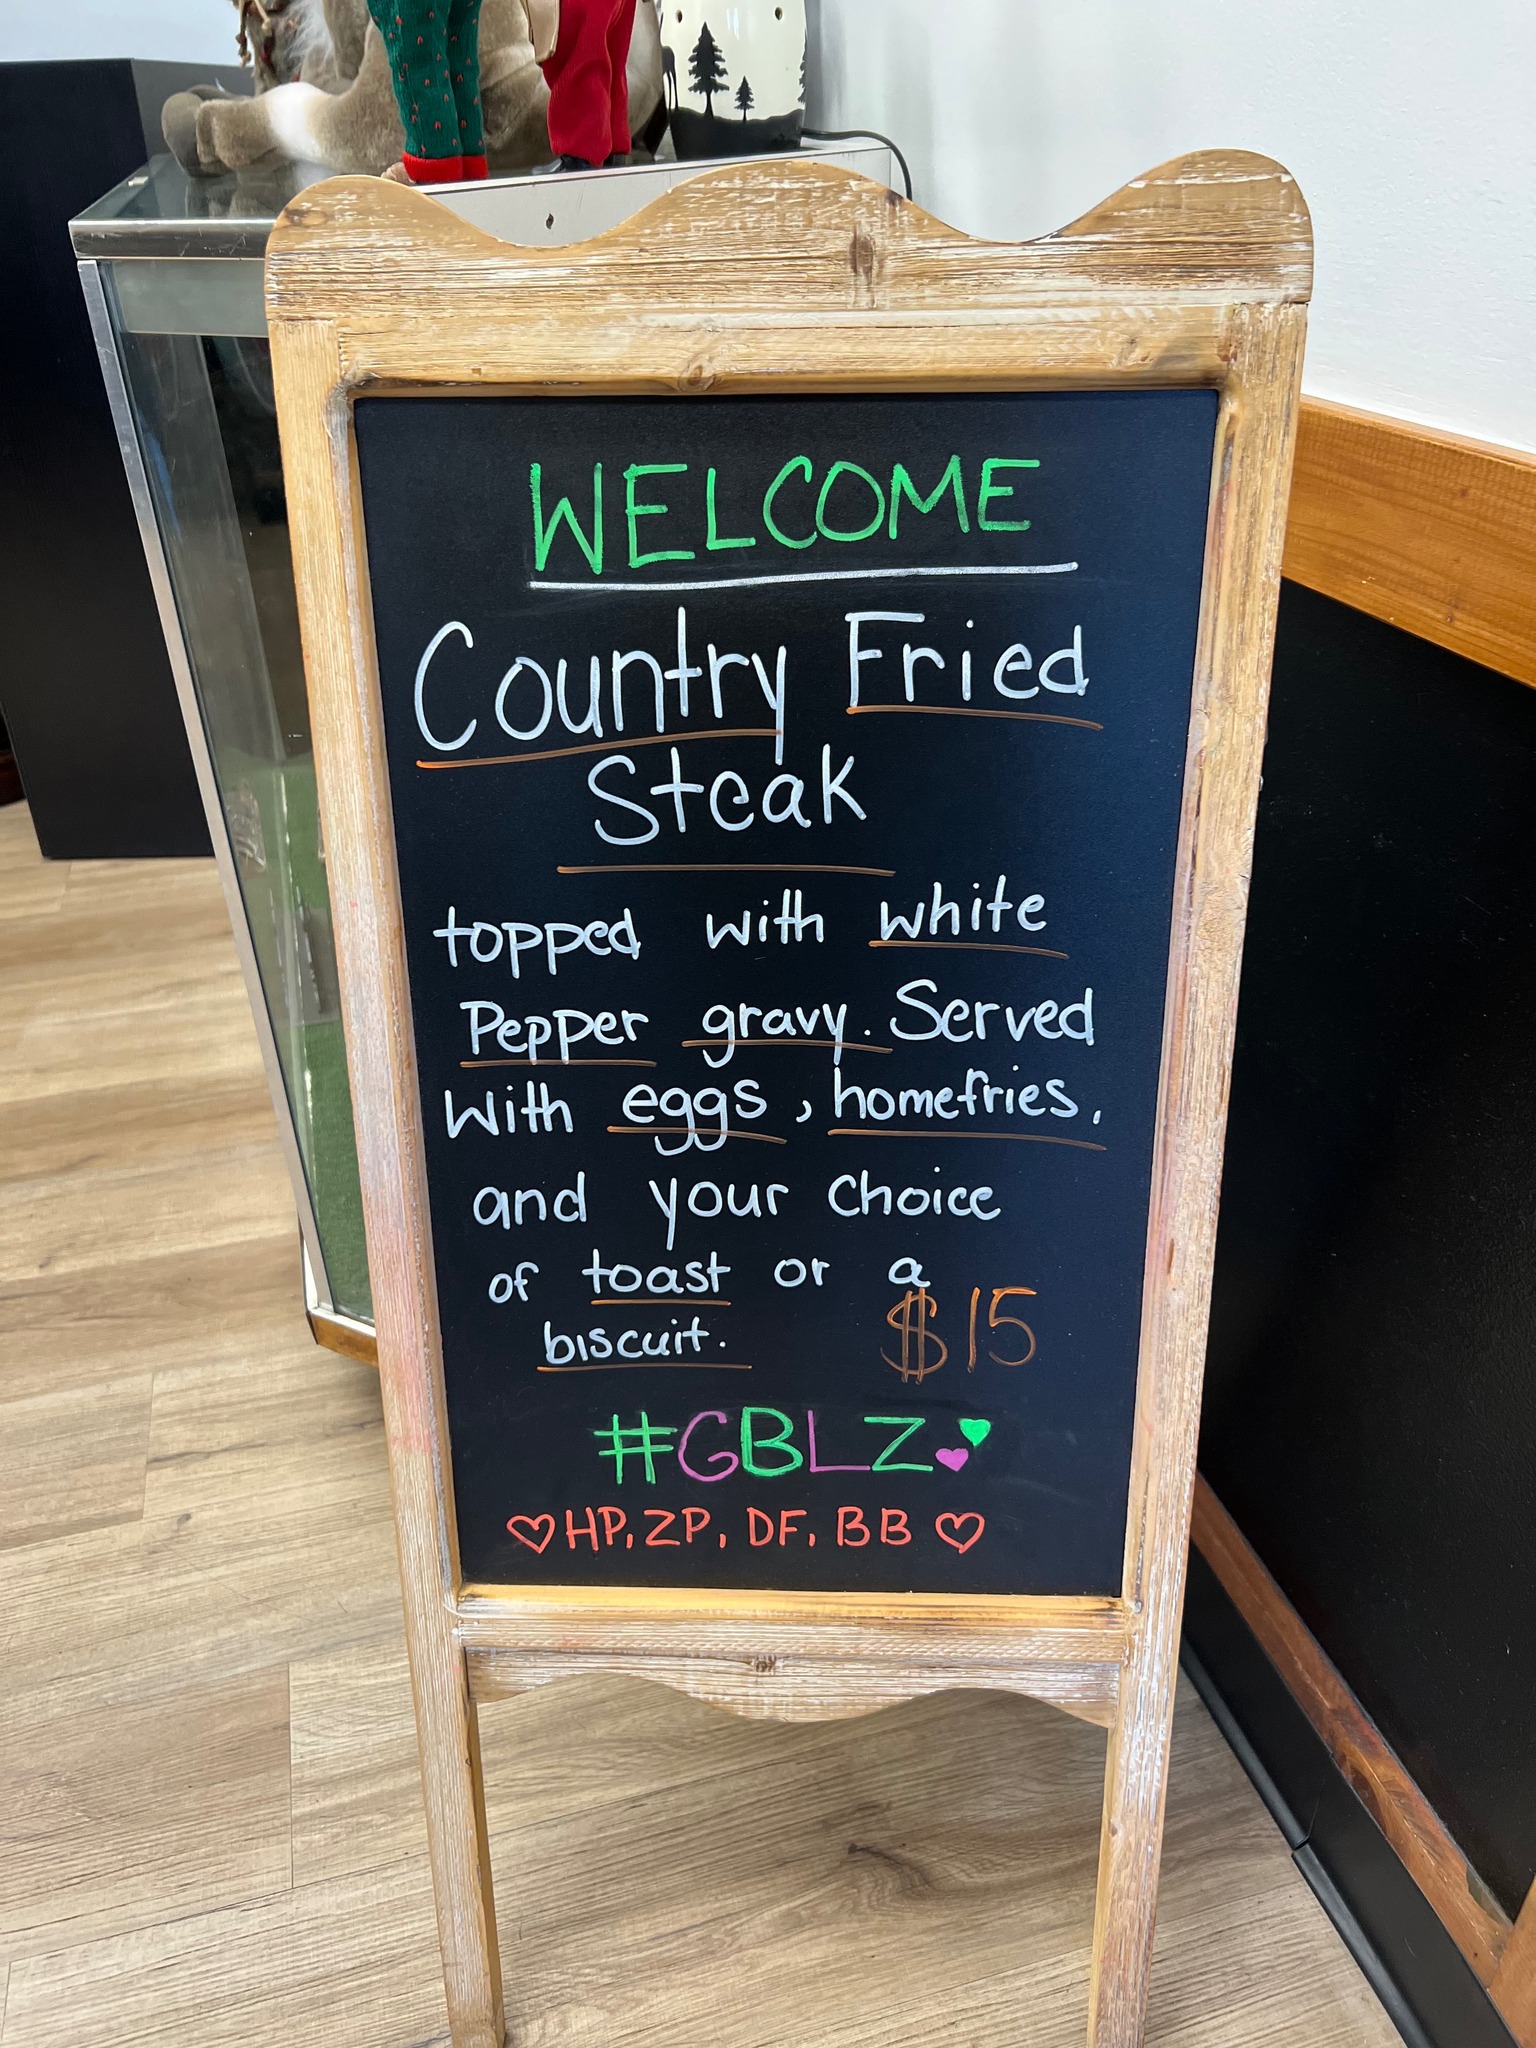 WELCOME
Country Fried
Steak
topped with white
Pepper gravy. Served
With eggs, homefries,
and your choice
of toast or a
biscuit. $15
#GBLZ
♡HP, ZP, DF, BB♡